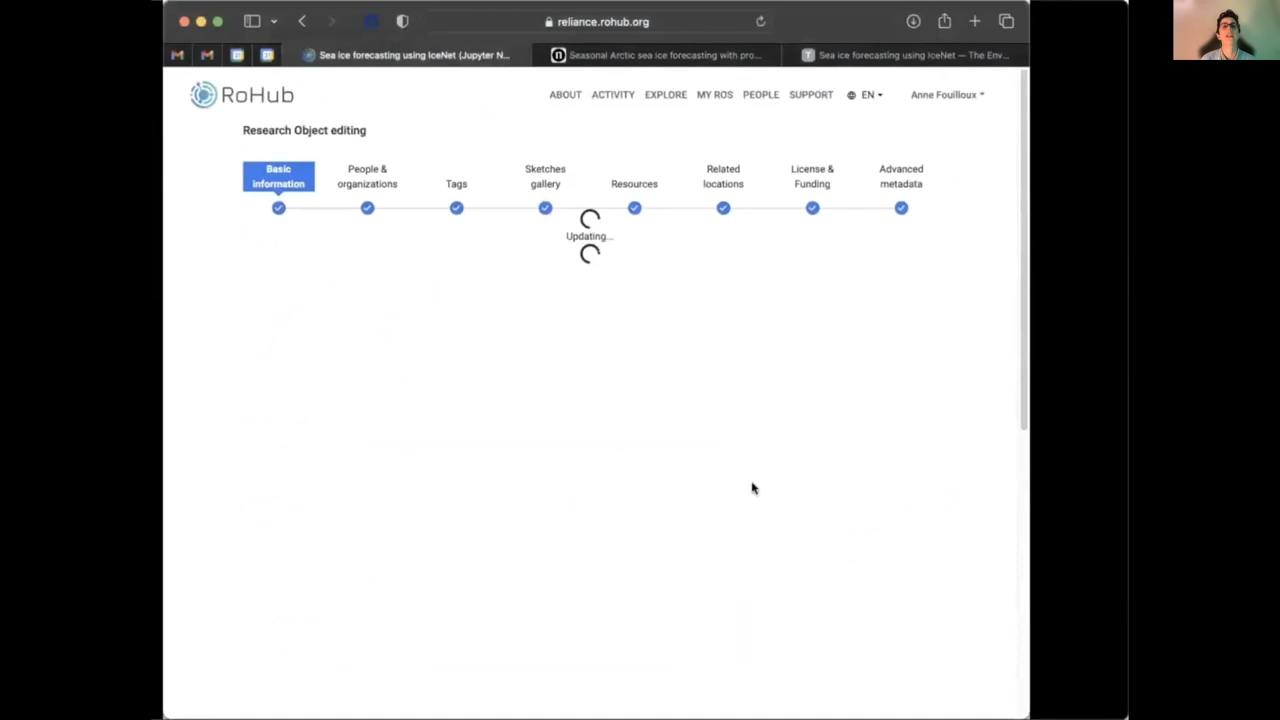 reliance.rohub.org
Sea ice forecasting using IceNet (Jupyter N...
Seasonal Arctic sea ice forecasting with pro...
Sea ice forecasting using IceNet — The Env...
RoHub
ABOUT ACTIVITY EXPLORE MY ROS PEOPLE SUPPORT EN Anne Fouilloux
Research Object editing
Basic information
People & organizations
Tags
Sketches gallery
Resources
Related locations
License & Funding
Advanced metadata
Updating...